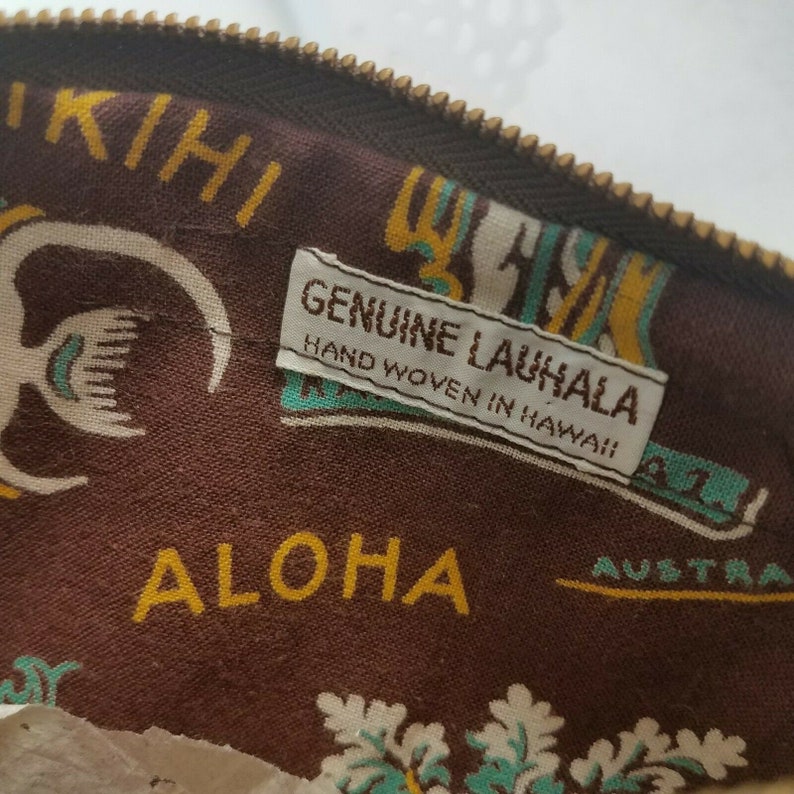 IKIHI
GENUINE LAUHALA
HAND WOVEN IN HAWAII
ALOHA
AUSTRA